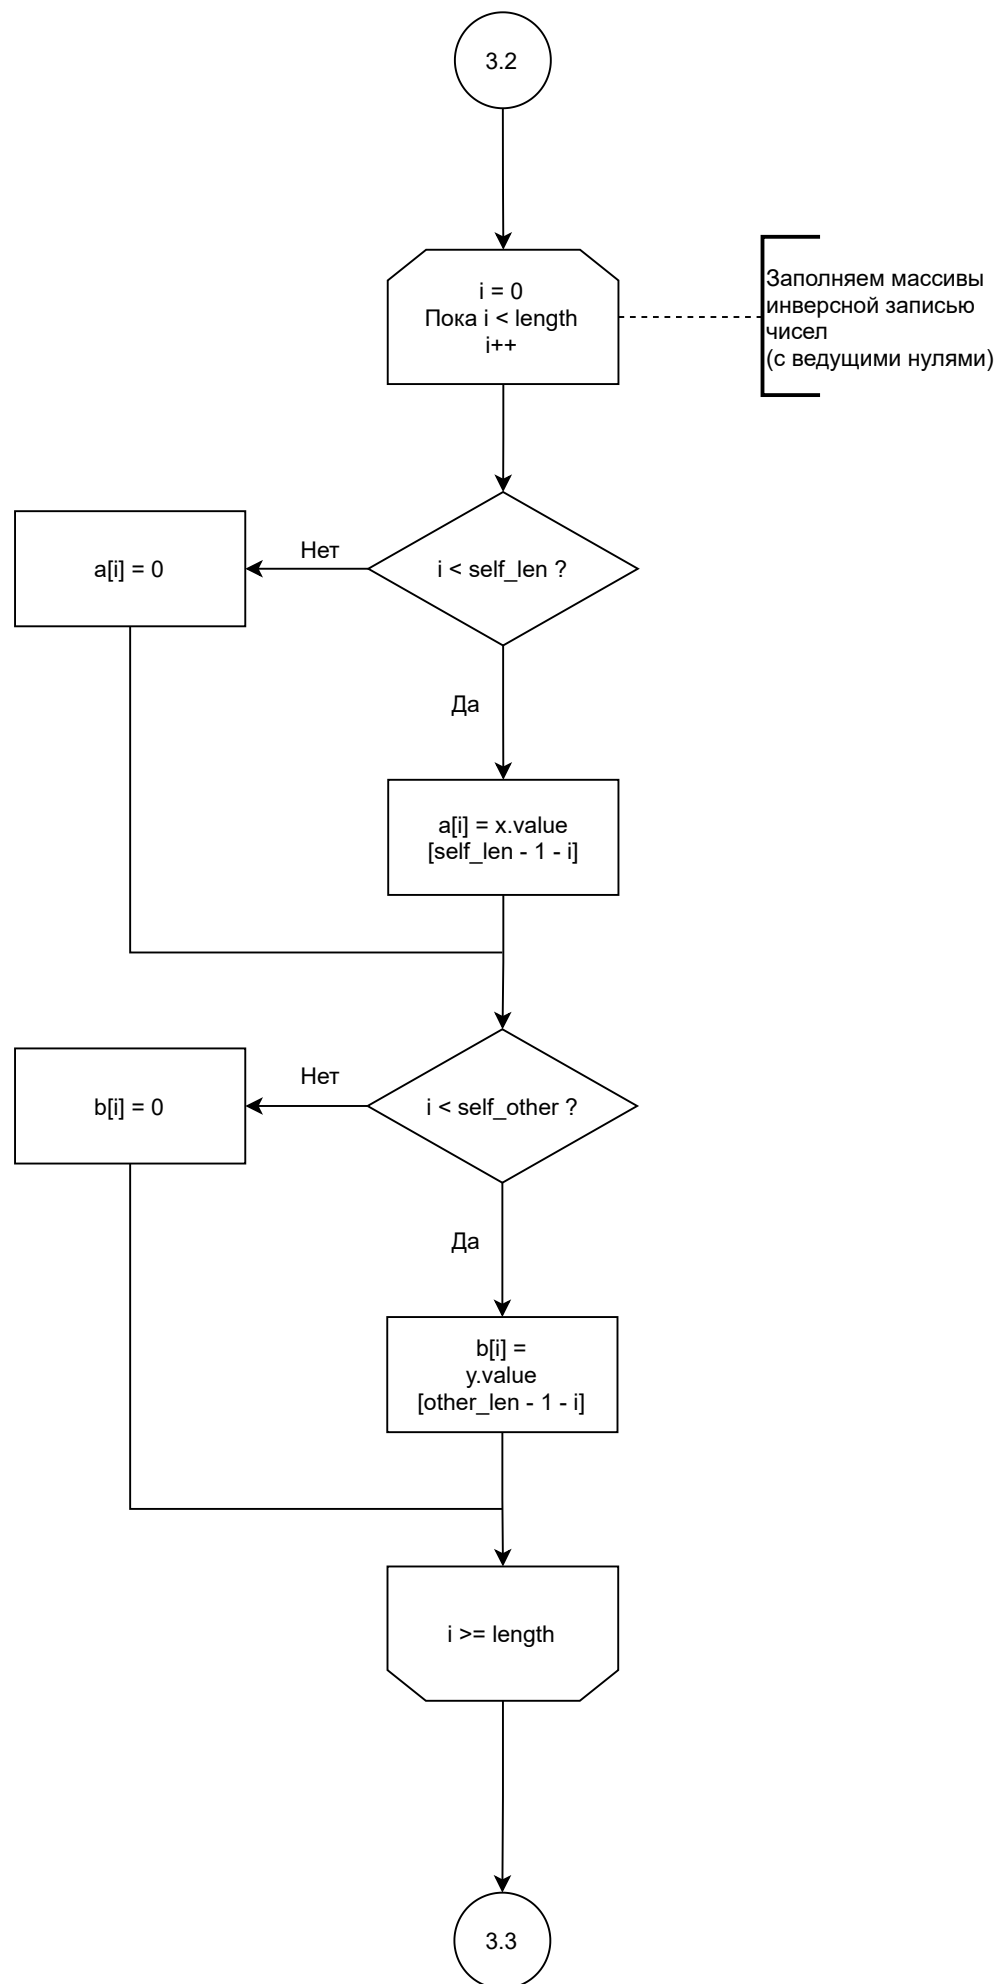 3.2
i = 0
Пока i < length
i++
Заполняем массивы
инверсной записью
чисел
(с ведущими нулями)
Нет
a[i] = 0
i < self_len ?
Да
a[i] = x.value
[self_len - 1 - i]
Нет
b[i] = 0
i < self_other ?
Да
b[i] =
y.value
[other_len - 1 - i]
i >= length
3.3